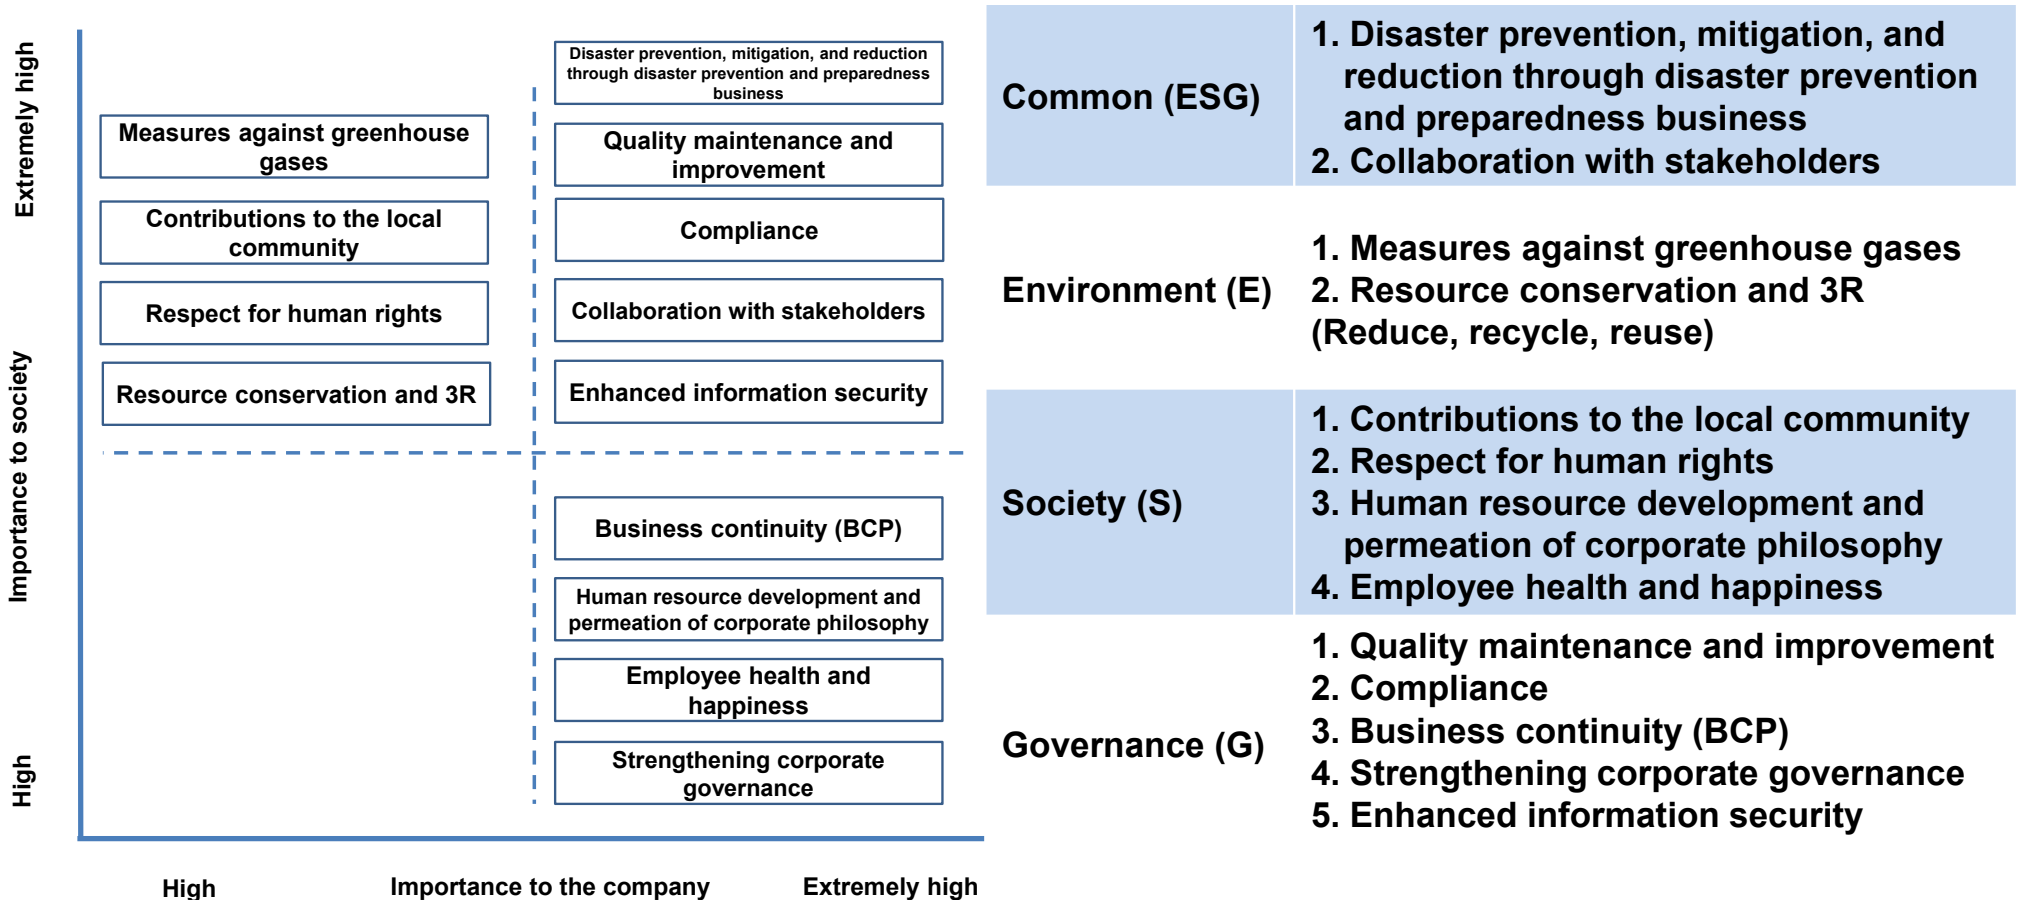 Extremely high
Importance to society
High
Disaster prevention, mitigation, and reduction
through disaster prevention and preparedness
business
Measures against greenhouse
gases
Quality maintenance and
improvement
Contributions to the local
community
Compliance
Respect for human rights
Collaboration with stakeholders
Resource conservation and 3R
Enhanced information security
Business continuity (BCP)
Human resource development and
permeation of corporate philosophy
Employee health and
happiness
Strengthening corporate
governance
High
Importance to the company
Extremely high
Common (ESG)
1. Disaster prevention, mitigation, and
reduction through disaster prevention
and preparedness business
2. Collaboration with stakeholders
Environment (E)
1. Measures against greenhouse gases
2. Resource conservation and 3R
(Reduce, recycle, reuse)
Society (S)
1. Contributions to the local community
2. Respect for human rights
3. Human resource development and
permeation of corporate philosophy
4. Employee health and happiness
Governance (G)
1. Quality maintenance and improvement
2. Compliance
3. Business continuity (BCP)
4. Strengthening corporate governance
5. Enhanced information security